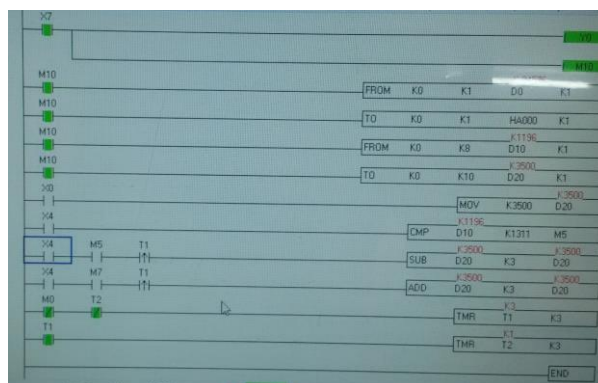 X7
Y0
M10
M10
FROM K0 K1 D0 K1
M10
TO K0 K1 HA000 K1
M10
K1196
FROM K0 K8 D10 K1
M10
K3500
TO K0 K10 D20 K1
X0
K3500
MOV K3500 D20
X4
K1196
CMP D10 K1311 M5
X4 M5 T1
K3500 K3500
SUB D20 K3 D20
X4 M7 T1
K3500 K3500
ADD D20 K3 D20
M0 T2
K3
TMR T1 K3
T1
K1
TMR T2 K3
END